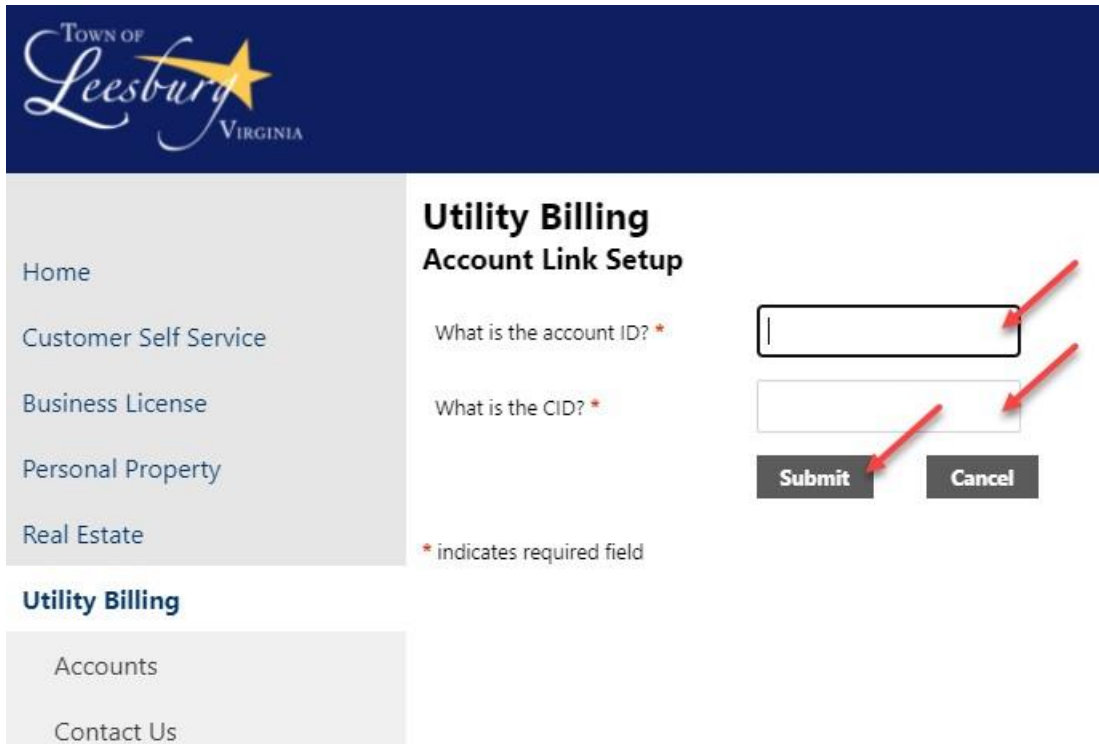 TOWN OF
Leesburg
VIRGINIA
Home
Customer Self Service
Business License
Personal Property
Real Estate
Utility Billing
Accounts
Contact Us
Utility Billing
Account Link Setup
What is the account ID? *
What is the CID? *
Submit Cancel
* indicates required field